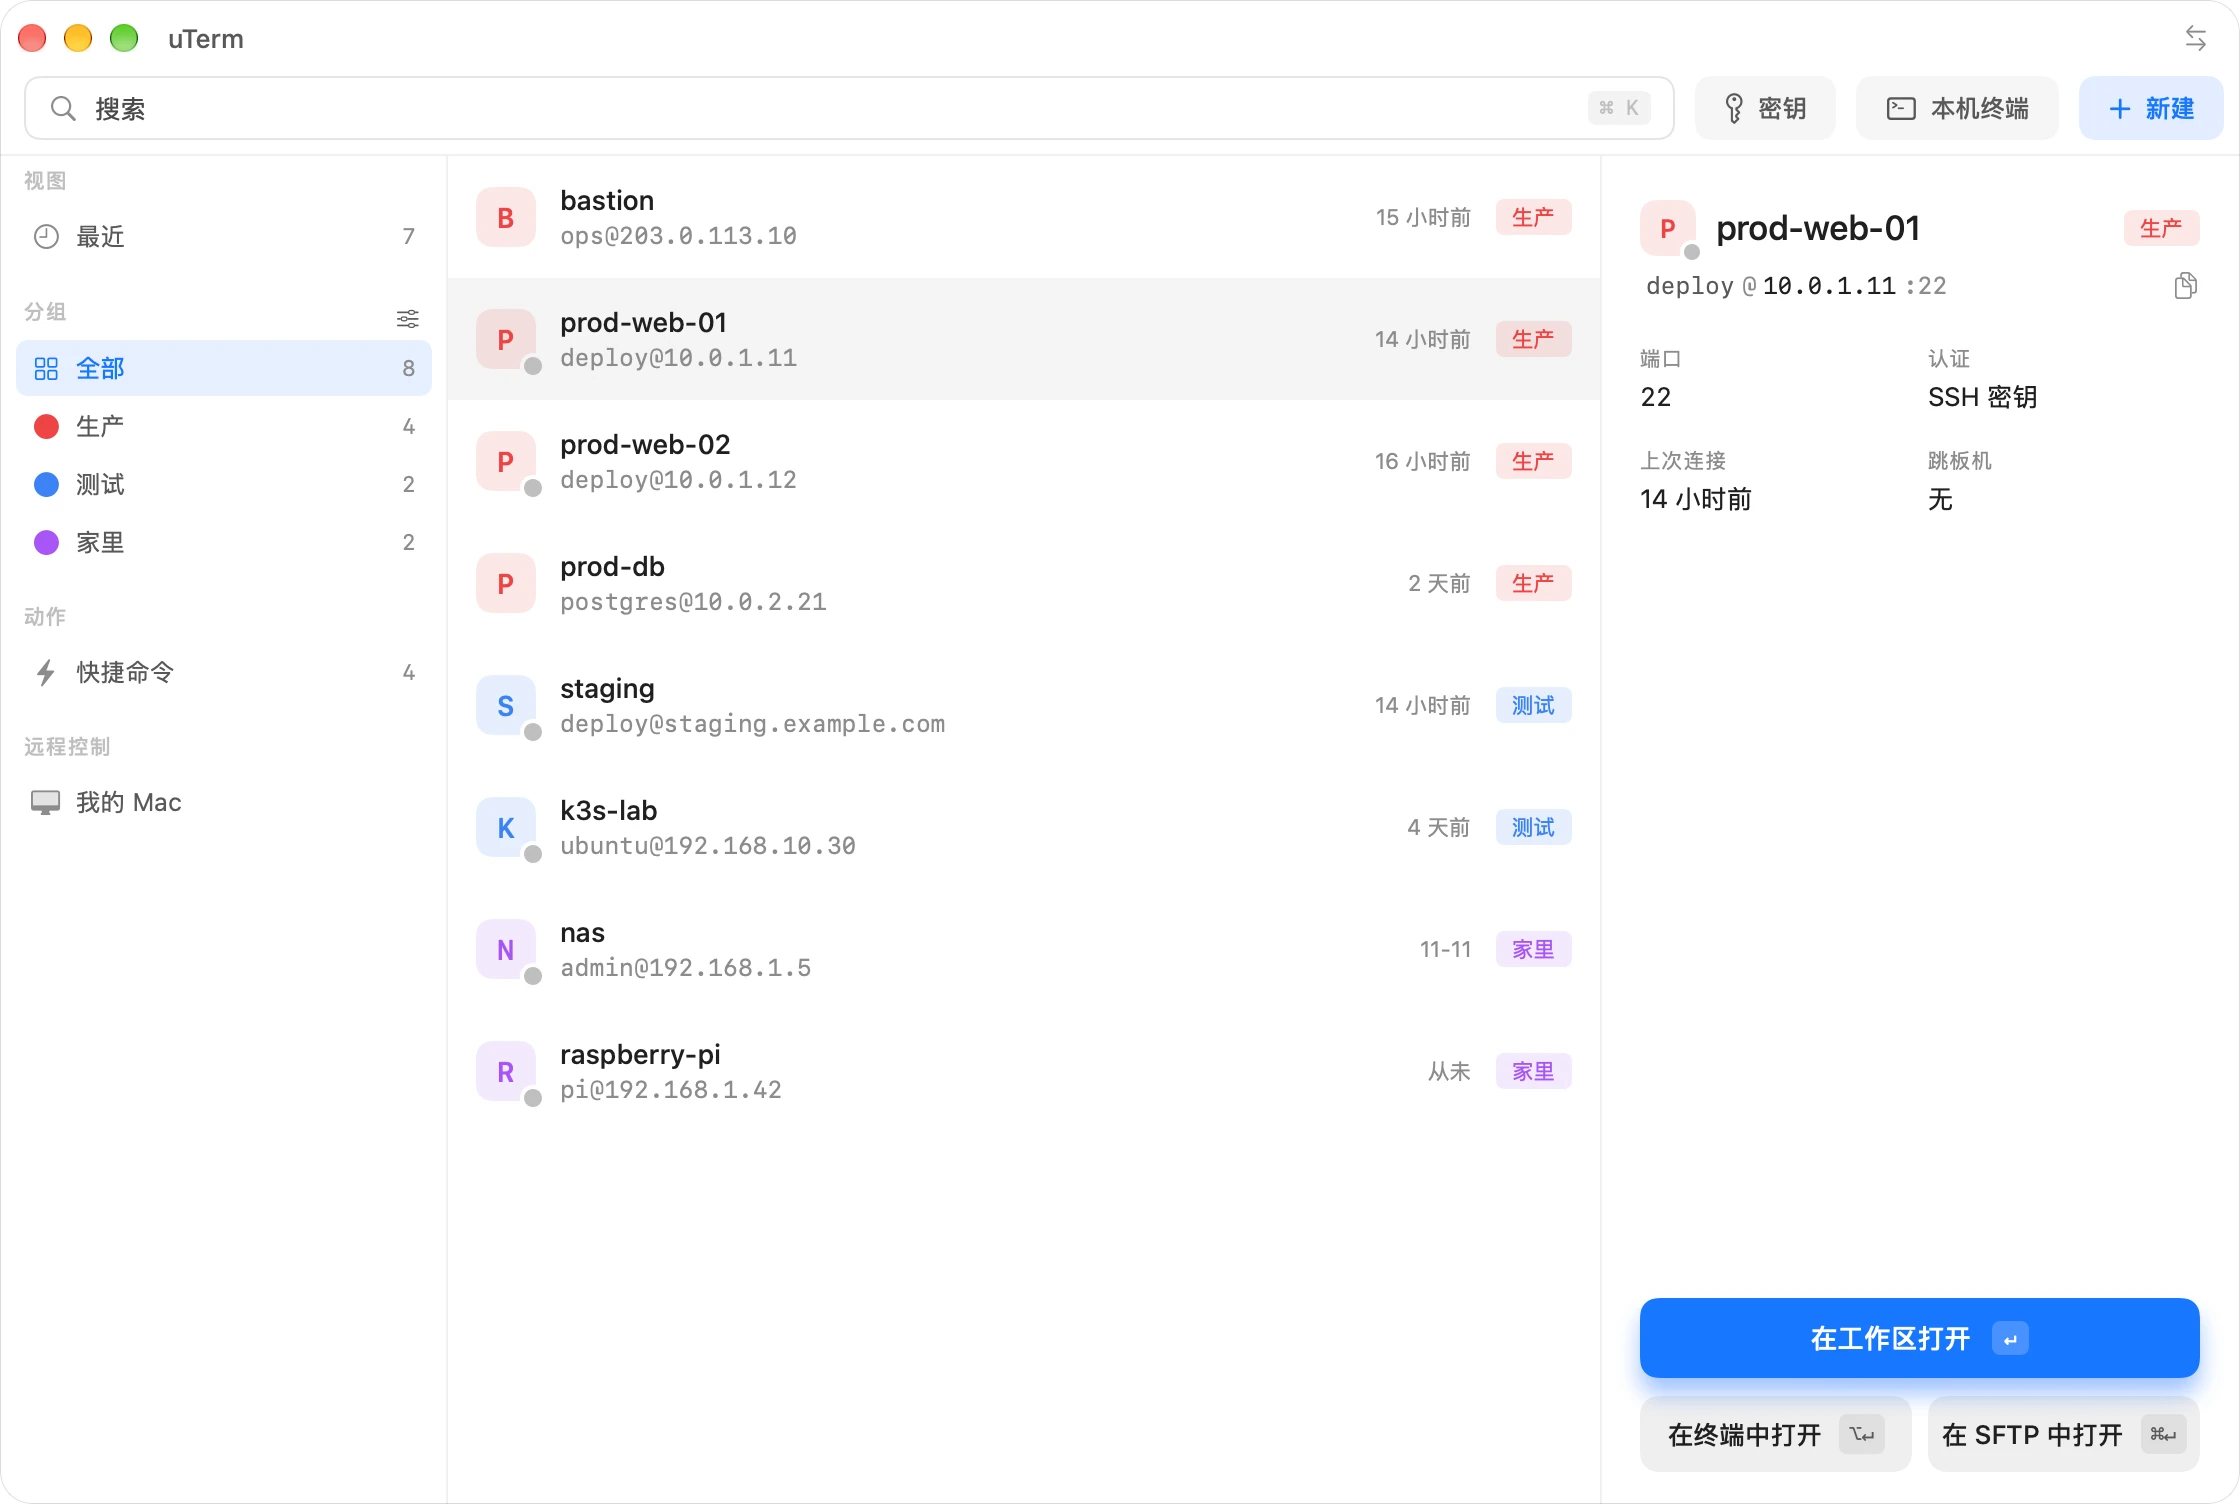 uTerm
搜索
⌘ K
密钥
本机终端
新建
视图
最近 7
分组
全部 8
生产 4
测试 2
家里 2
动作
快捷命令 4
远程控制
我的 Mac
B
bastion
ops@203.0.113.10
15 小时前
生产
P
prod-web-01
deploy@10.0.1.11
14 小时前
生产
P
prod-web-02
deploy@10.0.1.12
16 小时前
生产
P
prod-db
postgres@10.0.2.21
2 天前
生产
S
staging
deploy@staging.example.com
14 小时前
测试
K
k3s-lab
ubuntu@192.168.10.30
4 天前
测试
N
nas
admin@192.168.1.5
11-11
家里
R
raspberry-pi
pi@192.168.1.42
从未
家里
P
prod-web-01
生产
deploy@10.0.1.11:22
端口
22
认证
SSH 密钥
上次连接
14 小时前
跳板机
无
在工作区打开 ↵
在终端中打开 ⌥↵
在 SFTP 中打开 ⌘↵